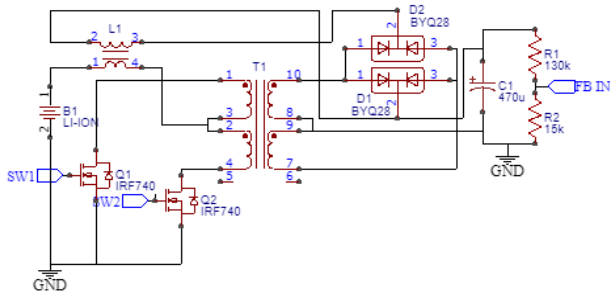 L1
2
3
1
4
D2
BYQ28
1
3
2
T1
1
10
3
8
2
9
4
7
5
6
1
3
2
D1
BYQ28
C1
470u
+
R1
130k
FB IN
R2
15k
GND
1
B1
LI-ION
2
SW1
Q1
IRF740
SW2
Q2
IRF740
GND